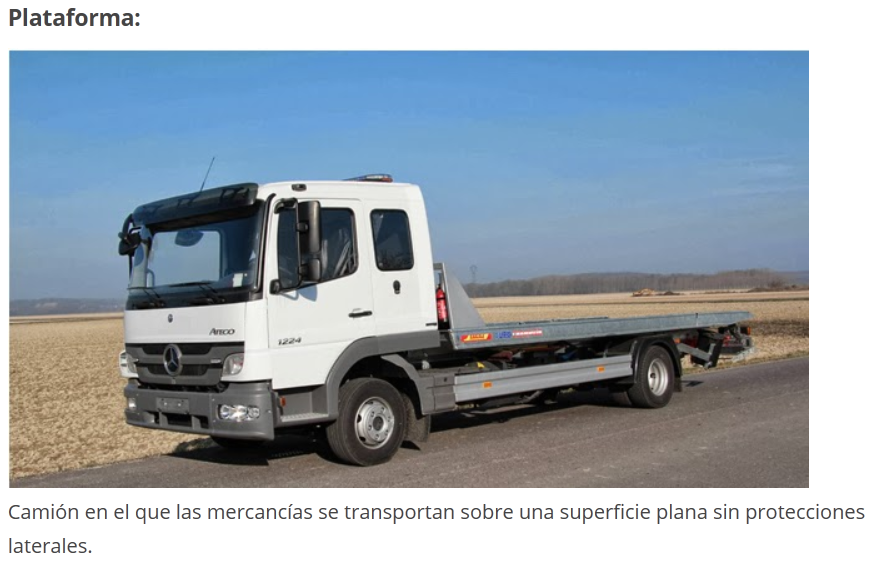 Plataforma:
ATEGO
1224
Camión en el que las mercancías se transportan sobre una superficie plana sin protecciones
laterales.